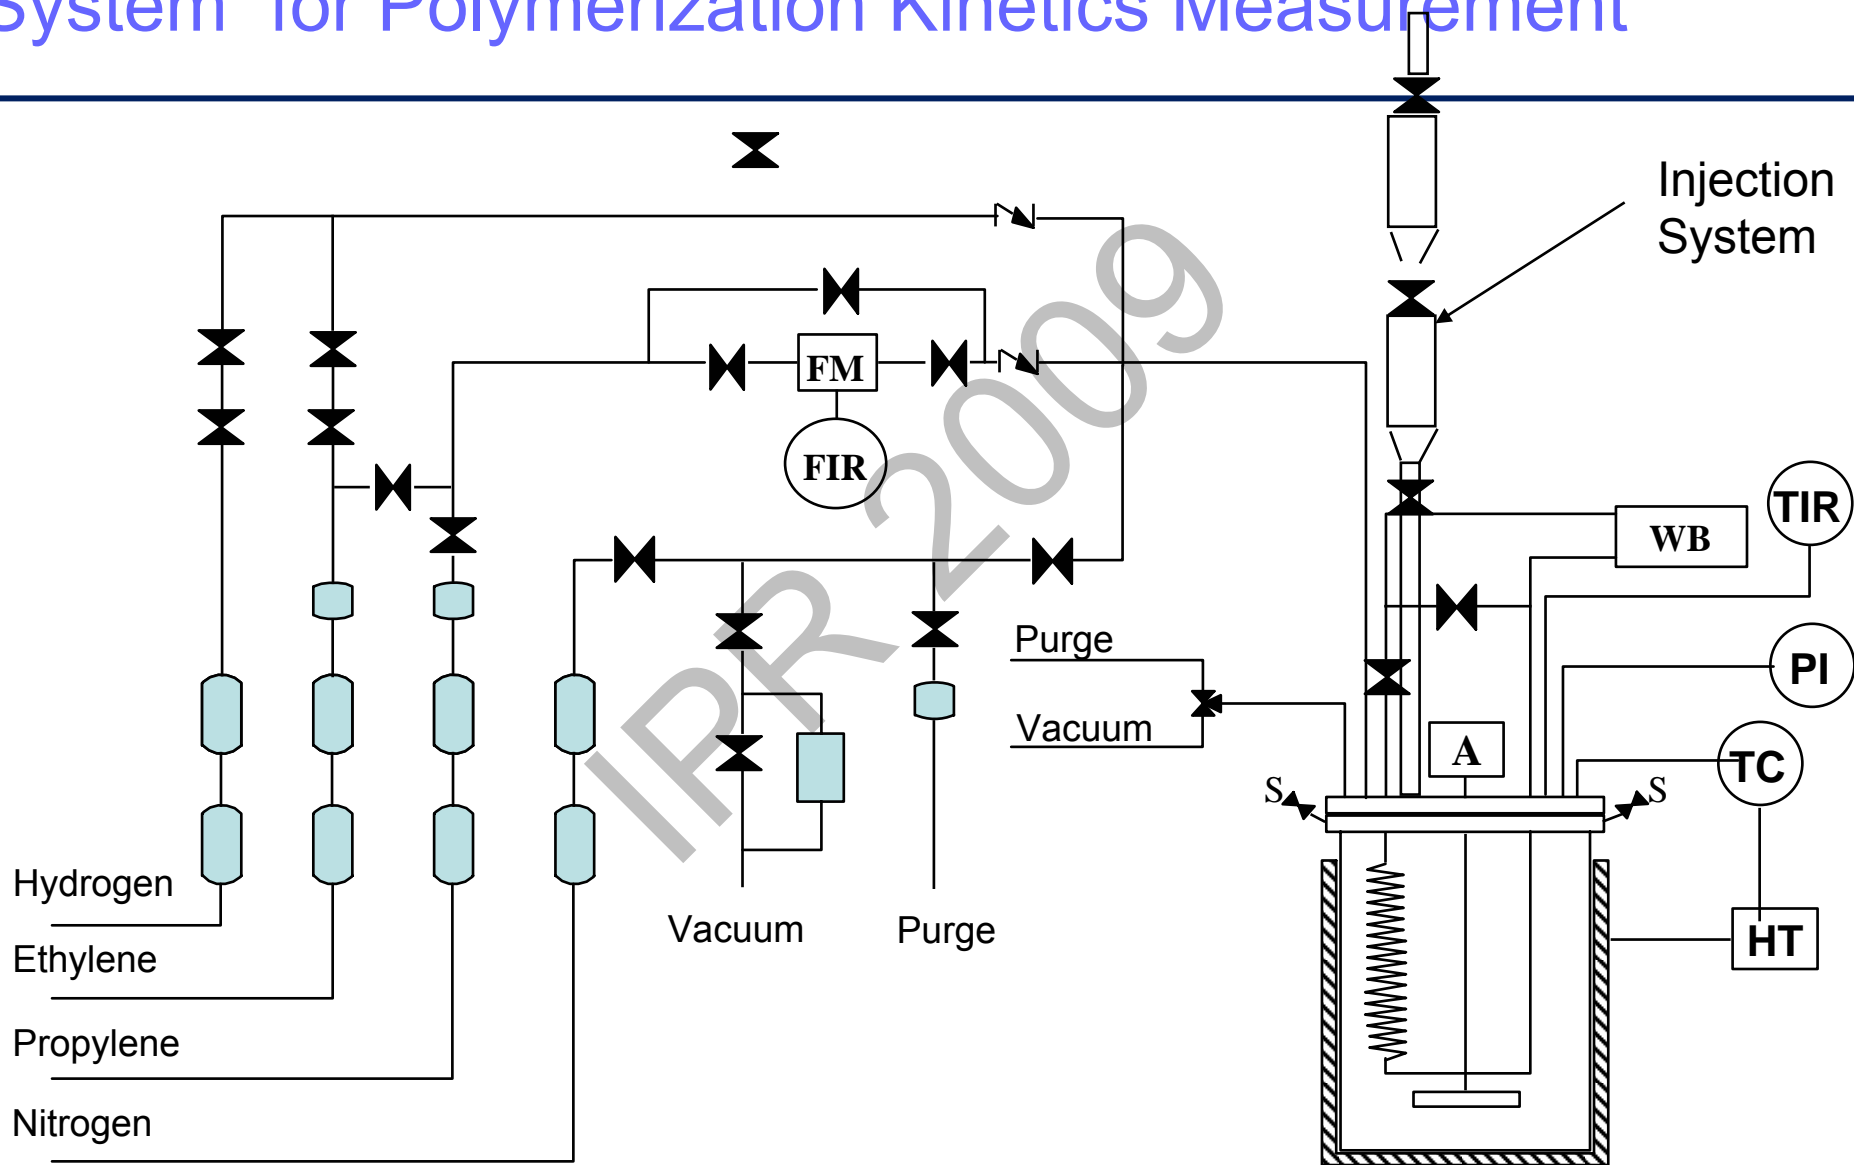 System for Polymerization Kinetics Measurement
Injection
System
FM
FIR
TIR
WB
Purge
PI
Vacuum
A
TC
S
S
Hydrogen
Vacuum
Purge
HT
Ethylene
Propylene
Nitrogen
IPR 2009